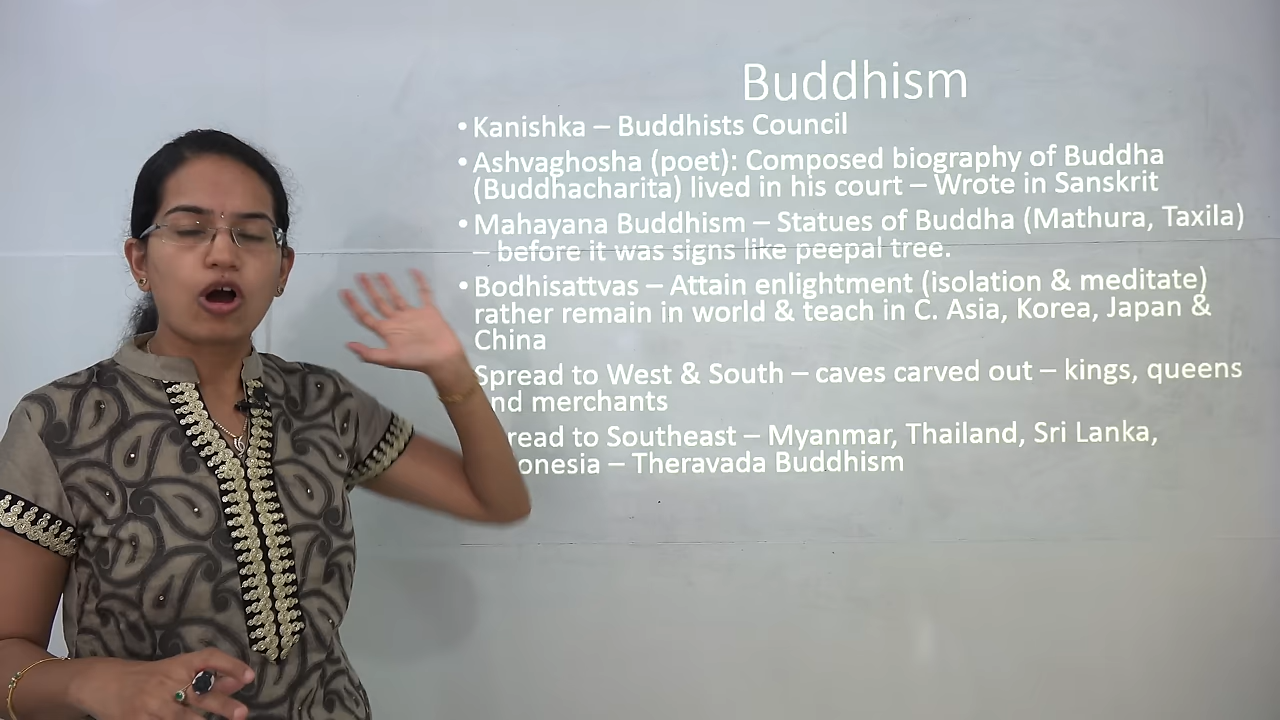 Buddhism
• Kanishka – Buddhists Council
• Ashvaghosha (poet): Composed biography of Buddha
(Buddhacharita) lived in his court – Wrote in Sanskrit
• Mahayana Buddhism – Statues of Buddha (Mathura, Taxila)
– before it was signs like peepal tree.
• Bodhisattvas – Attain enlightment (isolation & meditate)
rather remain in world & teach in C. Asia, Korea, Japan &
China
Spread to West & South – caves carved out – kings, queens
nd merchants
read to Southeast – Myanmar, Thailand, Sri Lanka,
onesia – Theravada Buddhism